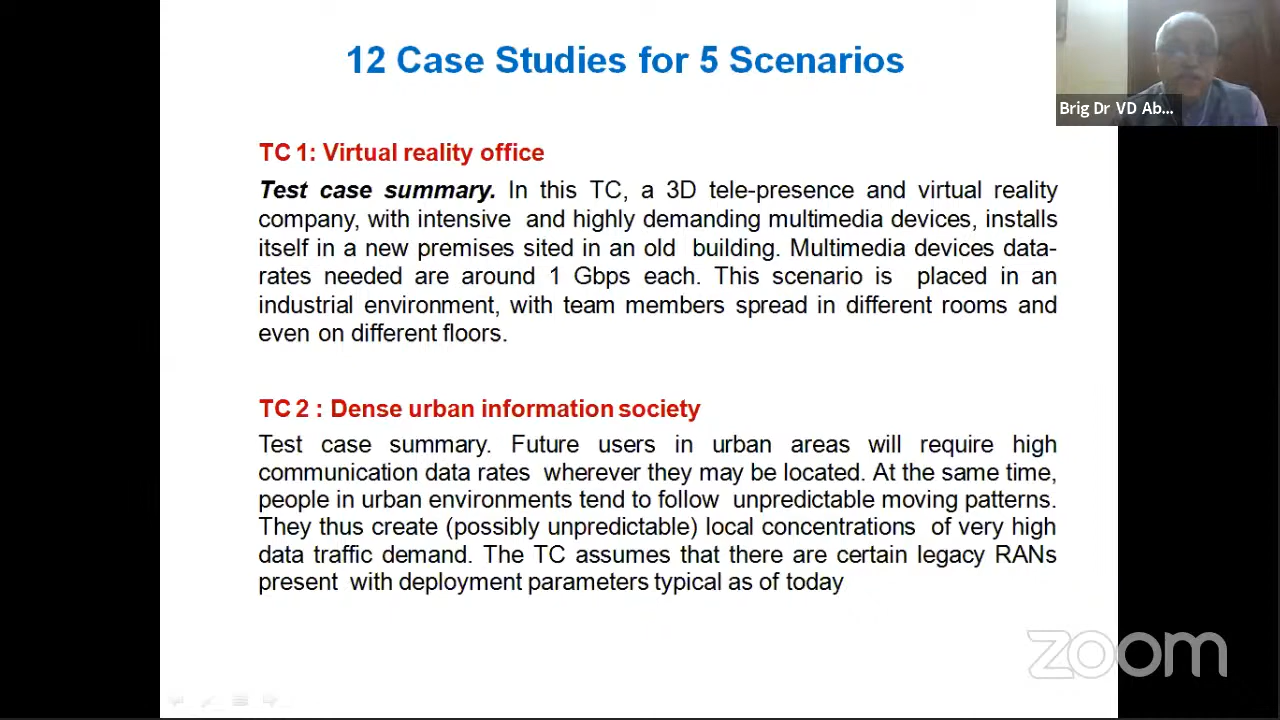 12 Case Studies for 5 Scenarios
Brig Dr VD Ab...
TC 1: Virtual reality office
Test case summary. In this TC, a 3D tele-presence and virtual reality
company, with intensive and highly demanding multimedia devices, installs
itself in a new premises sited in an old building. Multimedia devices data-
rates needed are around 1 Gbps each. This scenario is placed in an
industrial environment, with team members spread in different rooms and
even on different floors.
TC 2 : Dense urban information society
Test case summary. Future users in urban areas will require high
communication data rates wherever they may be located. At the same time,
people in urban environments tend to follow unpredictable moving patterns.
They thus create (possibly unpredictable) local concentrations of very high
data traffic demand. The TC assumes that there are certain legacy RANs
present with deployment parameters typical as of today
zoom